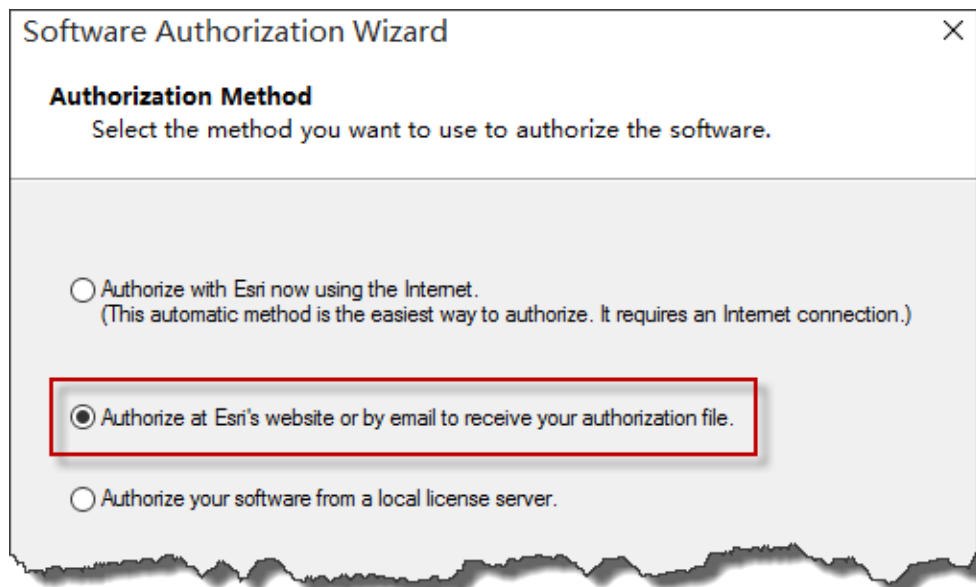 Software Authorization Wizard
Authorization Method
Select the method you want to use to authorize the software.
Authorize with Esri now using the Internet.
(This automatic method is the easiest way to authorize. It requires an Internet connection.)
Authorize at Esri's website or by email to receive your authorization file.
Authorize your software from a local license server.